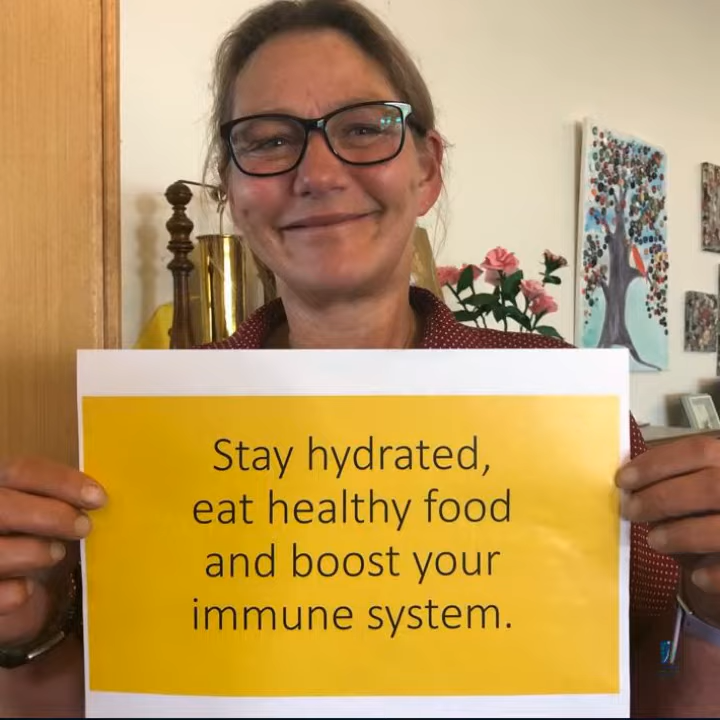 Stay hydrated,
eat healthy food
and boost your
immune system.